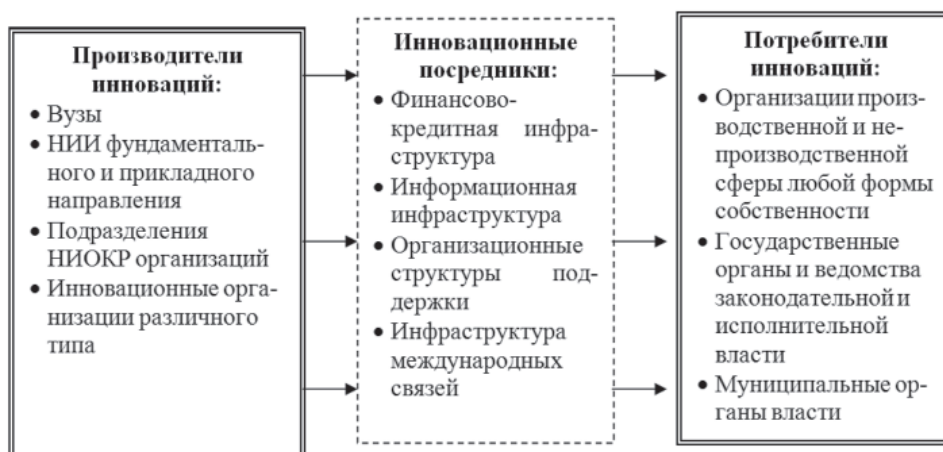 Производители
инноваций:
• Вузы
• НИИ фундаменталь-
ного и прикладного
направления
• Подразделения
НИОКР организаций
• Инновационные ор-
ганизации различного
типа
Инновационные
посредники:
• Финансово-
кредитная инфра-
структура
• Информационная
инфраструктура
• Организационные
структуры под-
держки
• Инфраструктура
международных
связей
Потребители
инноваций:
• Организации произ-
водственной и не-
производственной
сферы любой формы
собственности
• Государственные
органы и ведомства
законодательной и
исполнительной
власти
• Муниципальные ор-
ганы власти